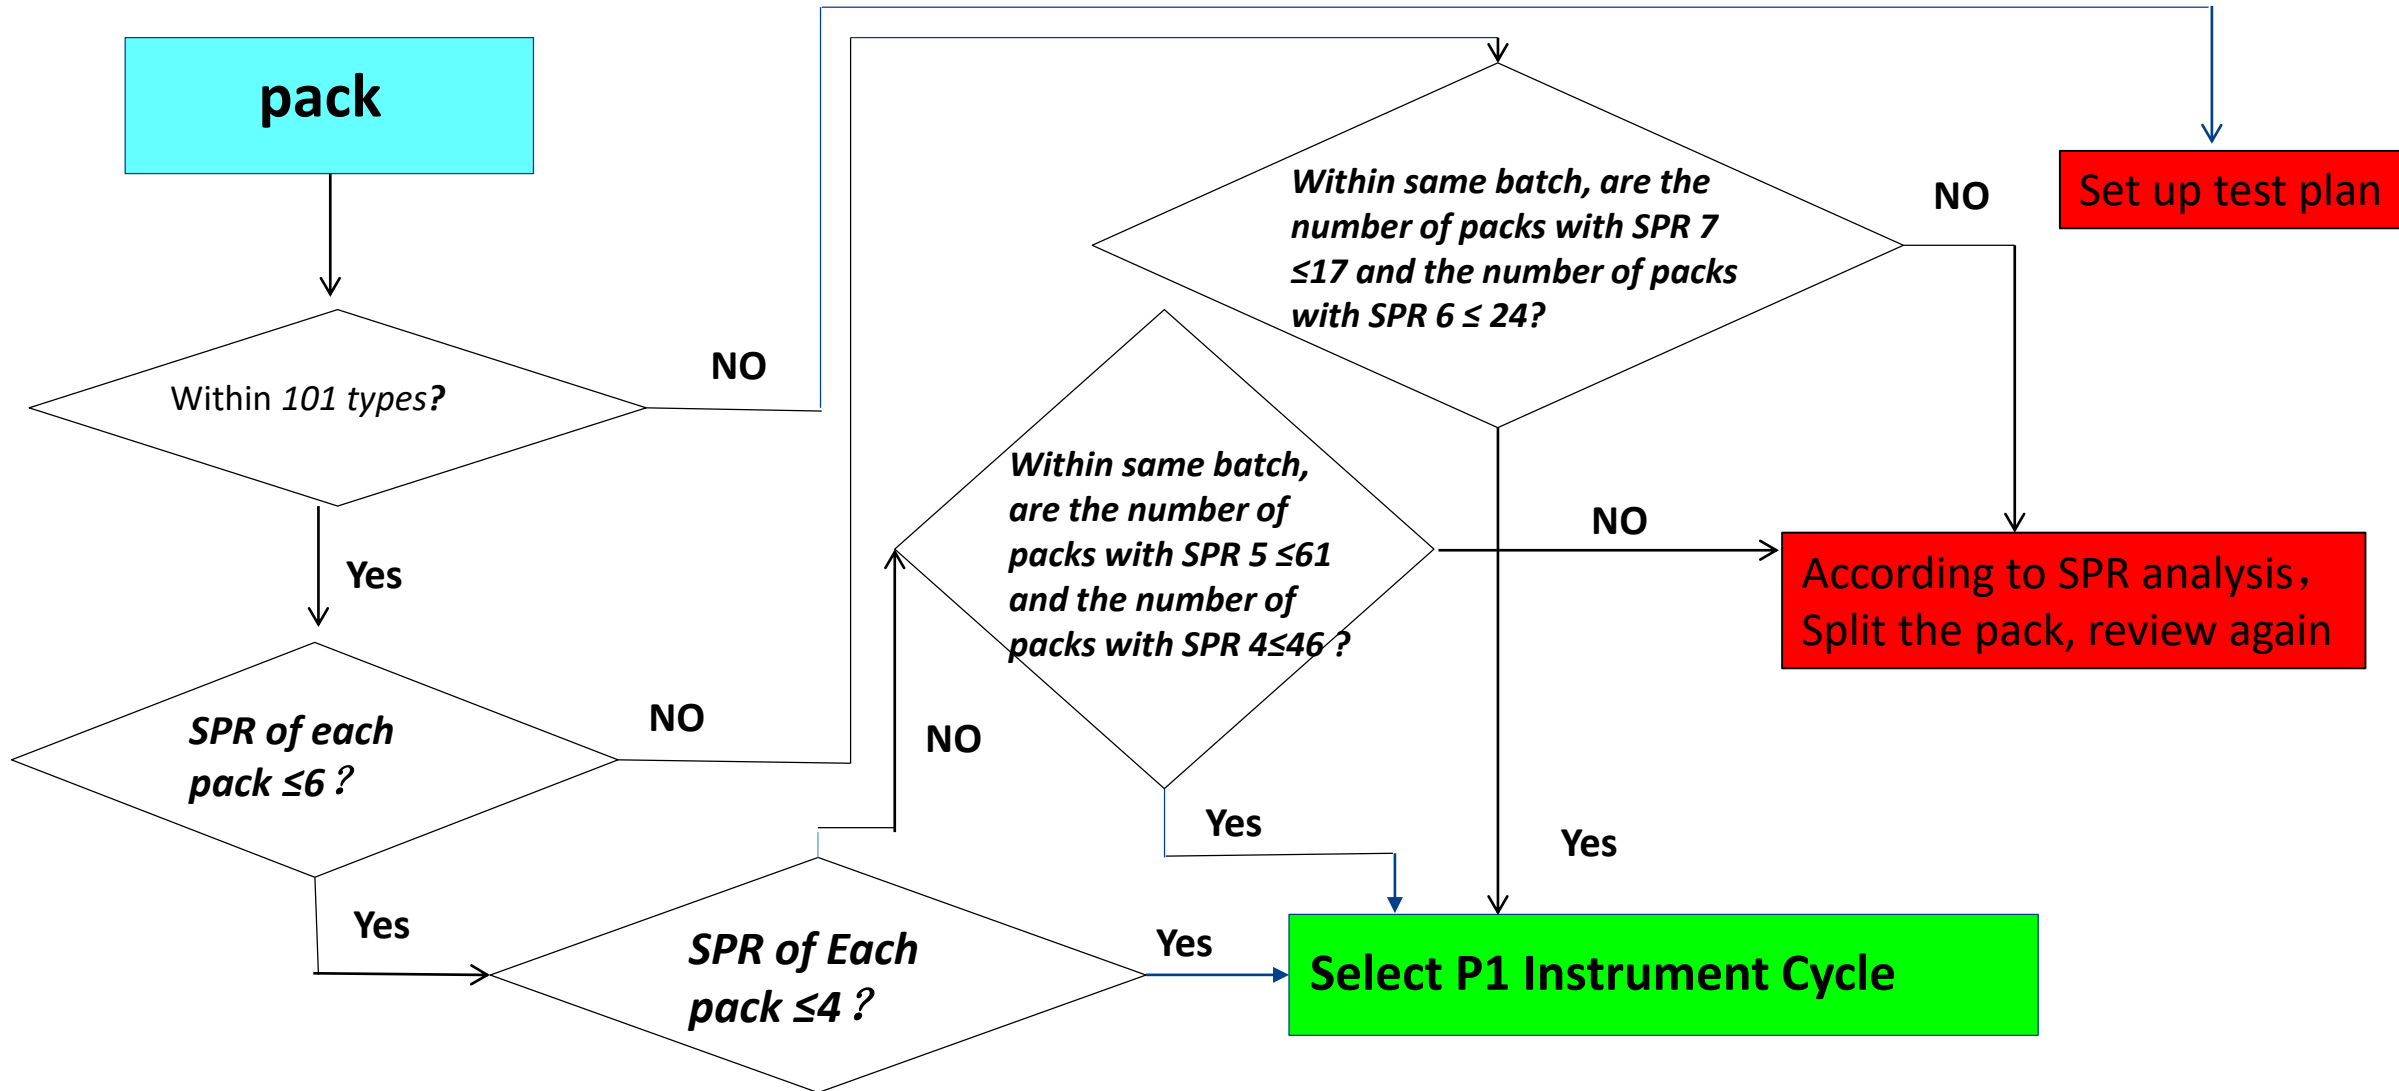 pack
Within 101 types?
NO
Yes
SPR of each
pack ≤6？
NO
Yes
SPR of Each
pack ≤4？
NO
Yes
Within same batch,
are the number of
packs with SPR 5 ≤61
and the number of
packs with SPR 4≤46 ?
NO
Yes
Within same batch, are the
number of packs with SPR 7
≤17 and the number of packs
with SPR 6 ≤ 24?
NO
Yes
Set up test plan
According to SPR analysis，
Split the pack, review again
Select P1 Instrument Cycle